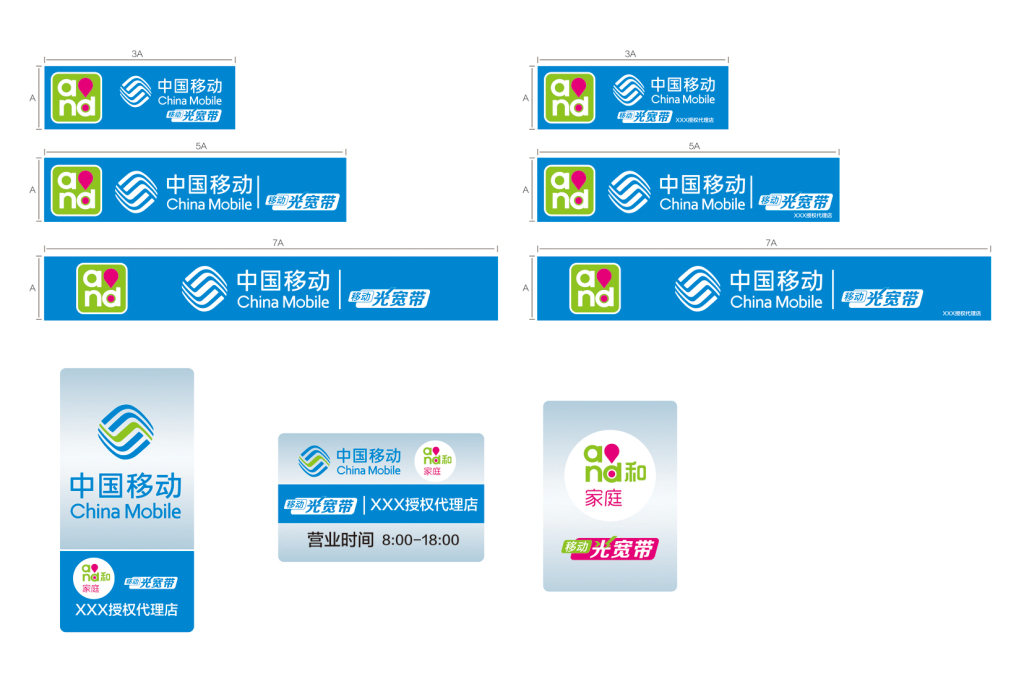 3A
A
and
中国移动
China Mobile
移动光宽带
3A
A
and
中国移动
China Mobile
移动光宽带
XXX授权代理店
5A
A
and
中国移动
China Mobile
移动光宽带
5A
A
and
中国移动
China Mobile
移动光宽带
XXX授权代理店
7A
A
and
中国移动
China Mobile
移动光宽带
7A
A
and
中国移动
China Mobile
移动光宽带
XXX授权代理店
中国移动
China Mobile
and和
家庭
移动光宽带
XXX授权代理店
中国移动
China Mobile
and和
家庭
移动光宽带 XXX授权代理店
营业时间 8:00-18:00
and和
家庭
移动光宽带